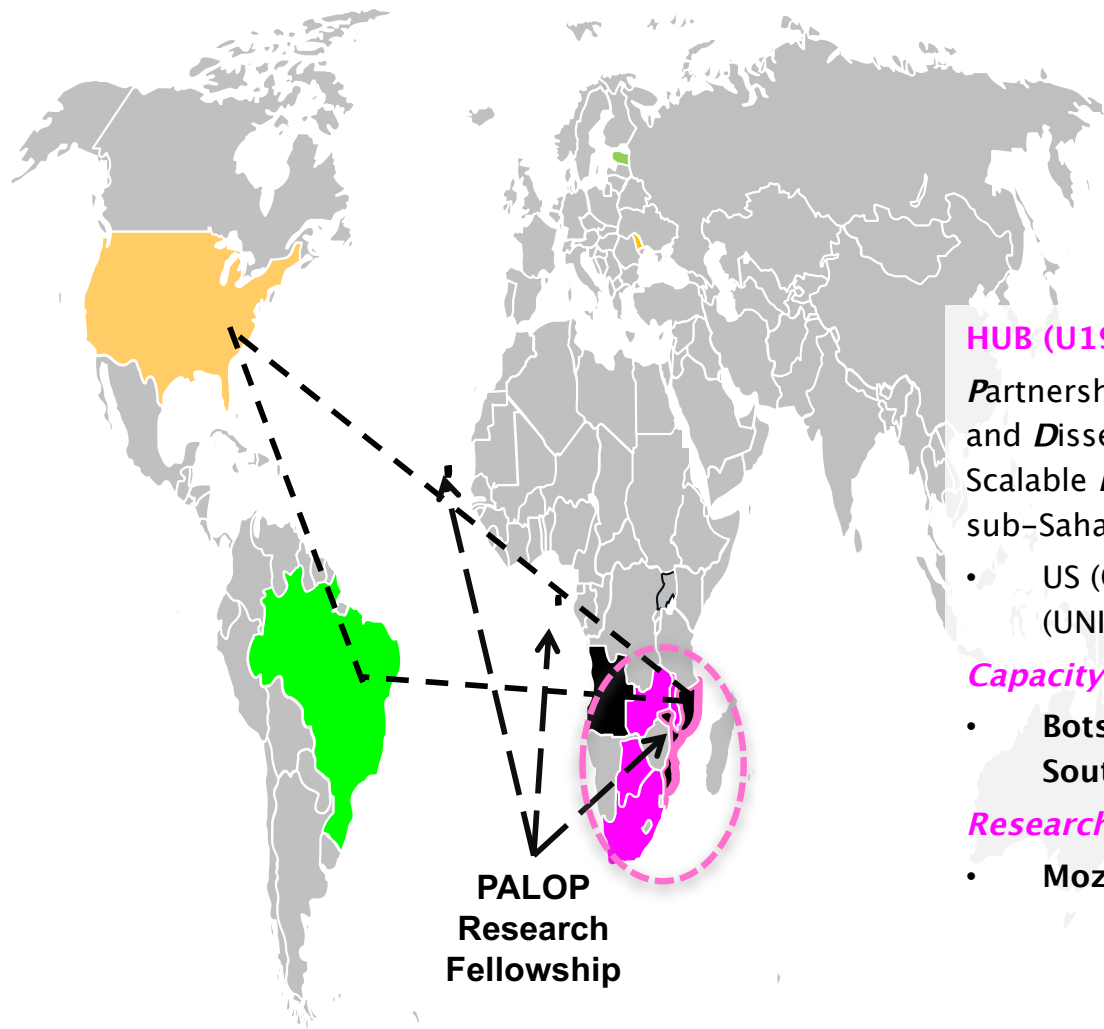 HUB (U19
Partnersh
and Disse
Scalable
sub-Saha
• US (
(UNI
Capacity
• Bots
Sout
Research
• Moz
PALOP
Research
Fellowship